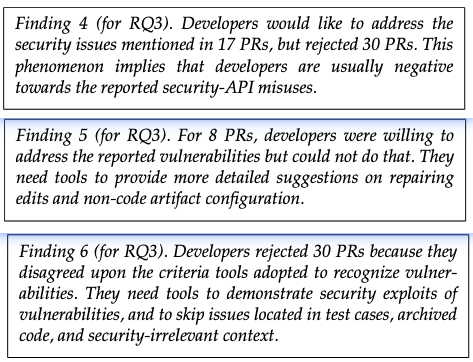 Finding 4 (for RQ3). Developers would like to address the
security issues mentioned in 17 PRs, but rejected 30 PRs. This
phenomenon implies that developers are usually negative
towards the reported security-API misuses.
Finding 5 (for RQ3). For 8 PRs, developers were willing to
address the reported vulnerabilities but could not do that. They
need tools to provide more detailed suggestions on repairing
edits and non-code artifact configuration.
Finding 6 (for RQ3). Developers rejected 30 PRs because they
disagreed upon the criteria tools adopted to recognize vulner-
abilities. They need tools to demonstrate security exploits of
vulnerabilities, and to skip issues located in test cases, archived
code, and security-irrelevant context.